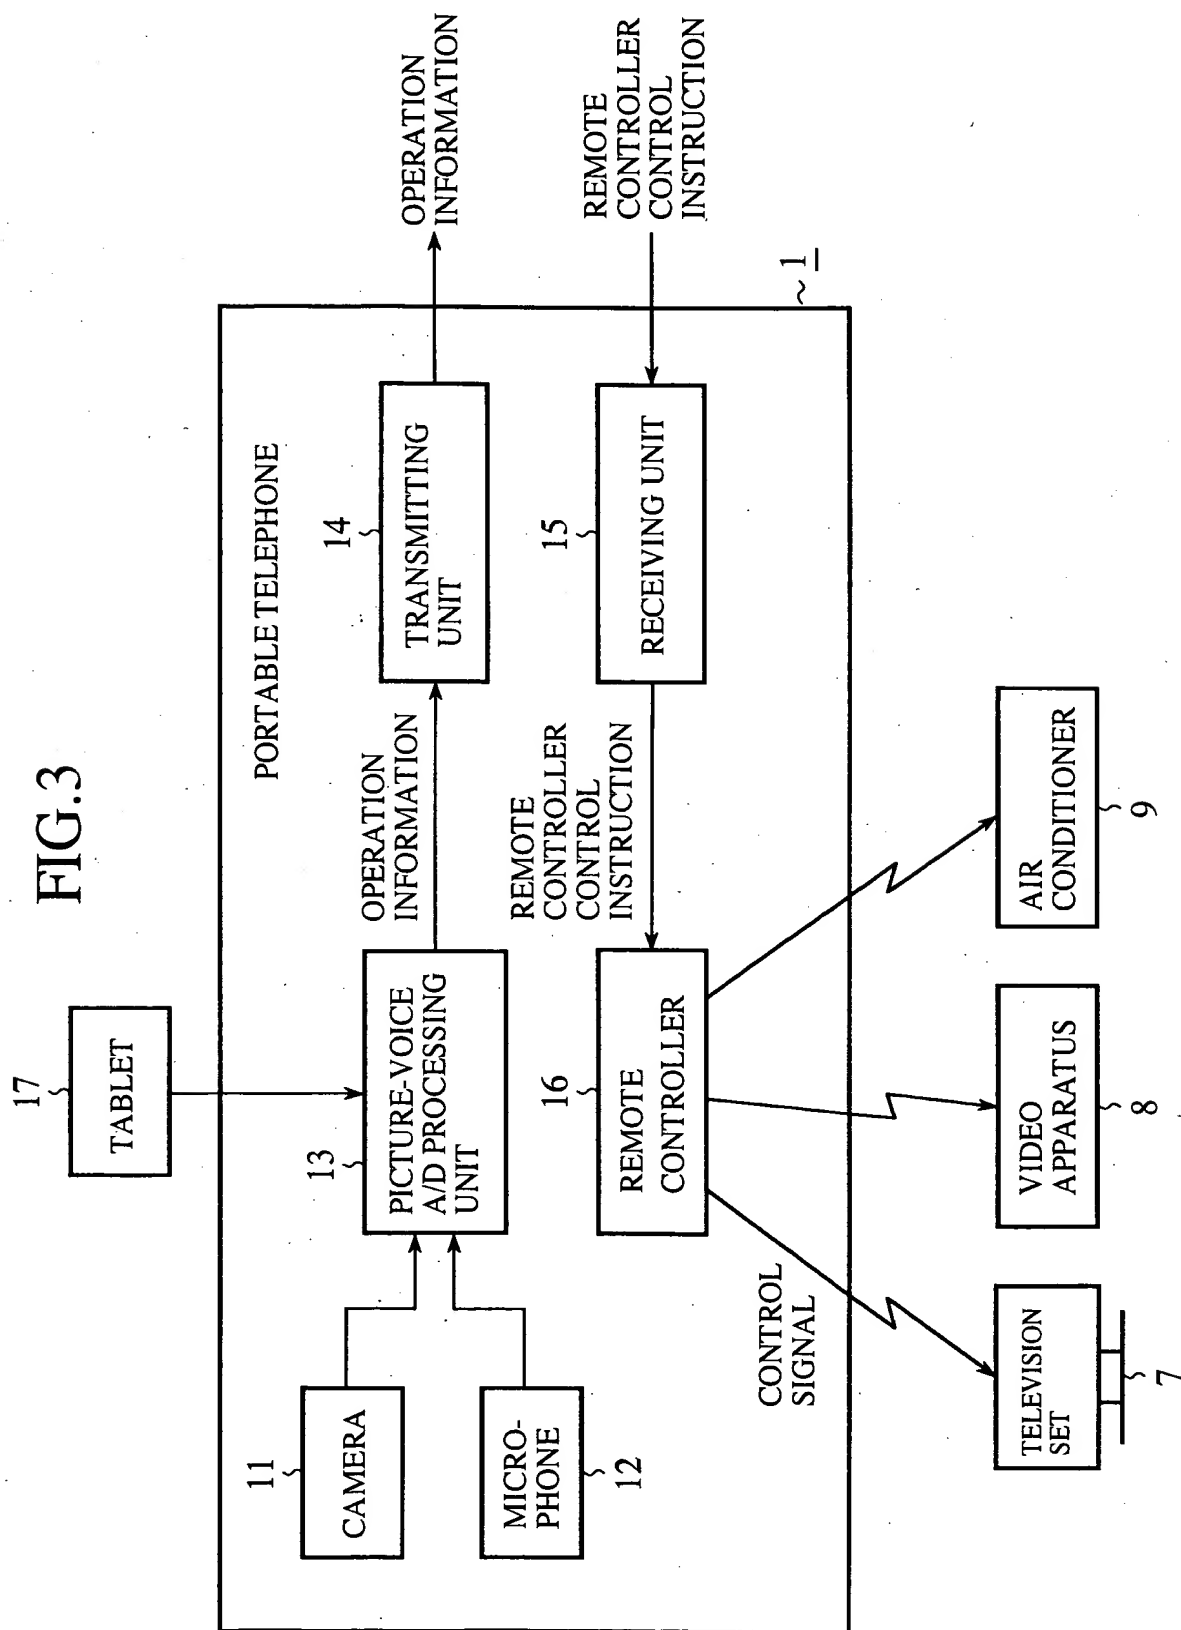 FIG.3
17
TABLET
PORTABLE TELEPHONE
11
CAMERA
13
PICTURE-VOICE
A/D PROCESSING
UNIT
OPERATION
INFORMATION
14
TRANSMITTING
UNIT
OPERATION
INFORMATION
MICRO-
PHONE
12
16
REMOTE
CONTROLLER
REMOTE
CONTROLLER
CONTROL
INSTRUCTION
15
RECEIVING UNIT
REMOTE
CONTROLLER
CONTROL
INSTRUCTION
CONTROL
SIGNAL
1
TELEVISION
SET
7
VIDEO
APPARATUS
8
AIR
CONDITIONER
9